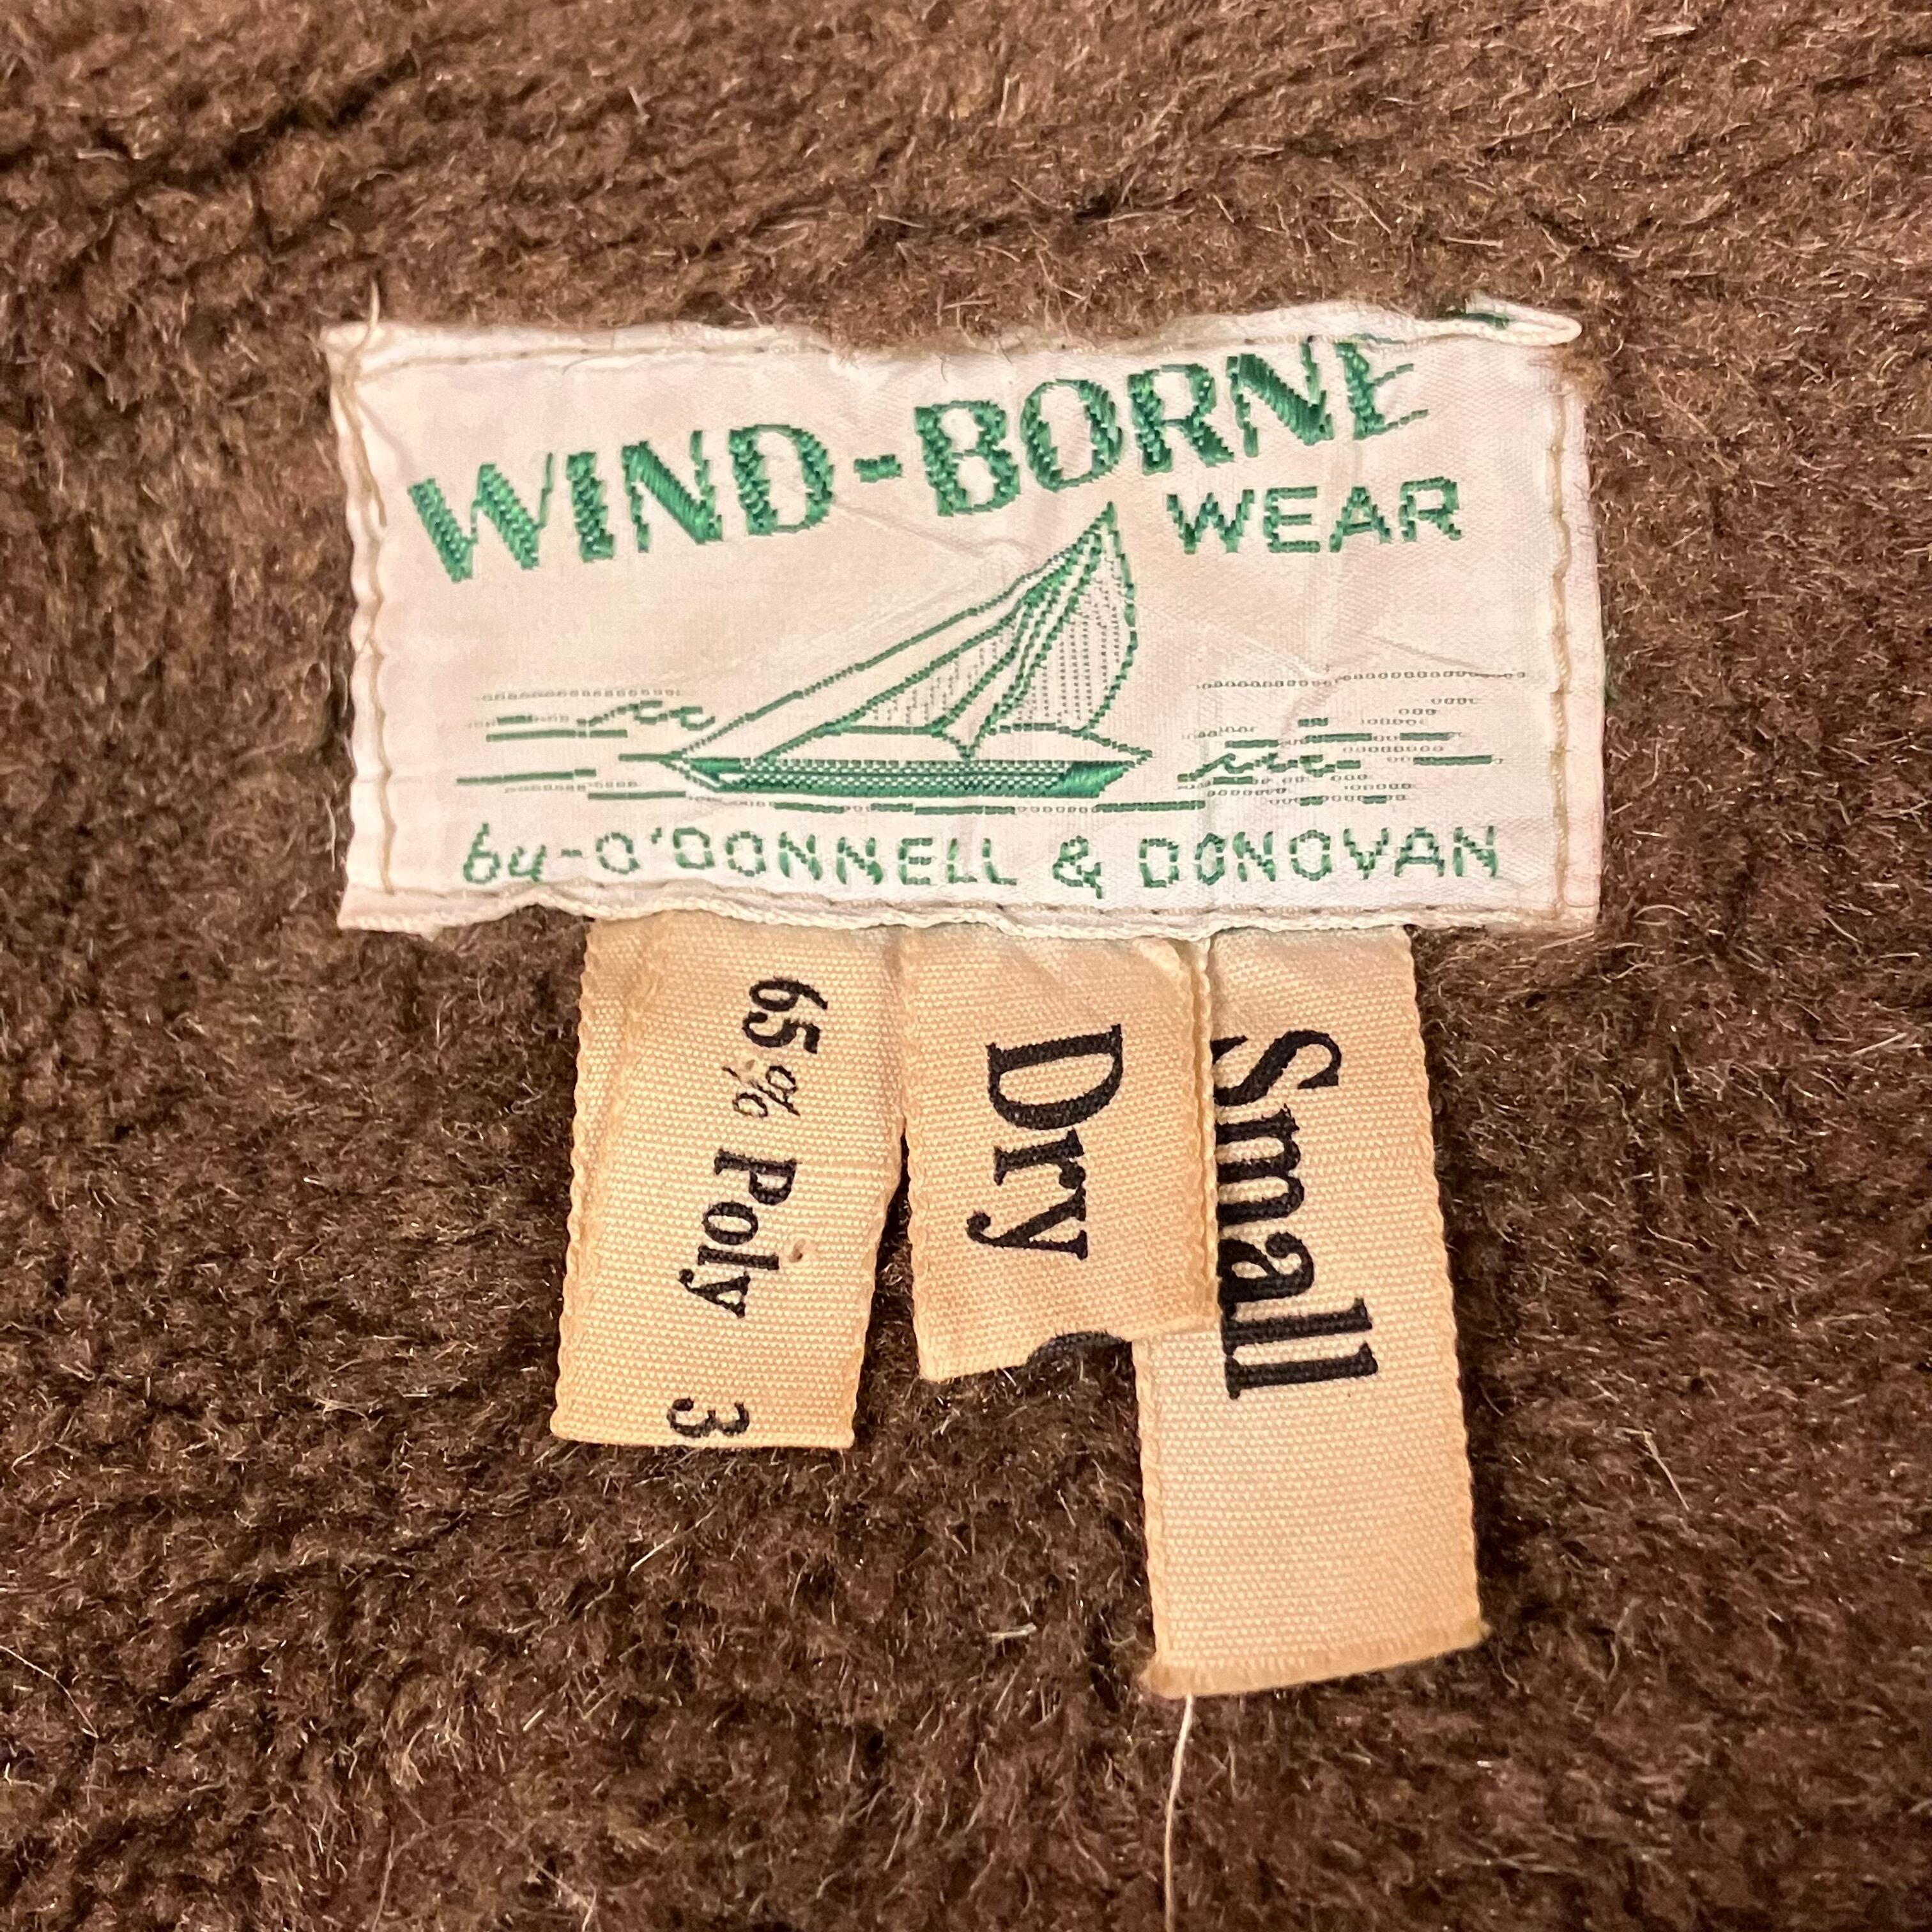 WIND-BORNE
WEAR
by-O'DONNELL & DONOVAN
65% Poly 3
Dry
Small